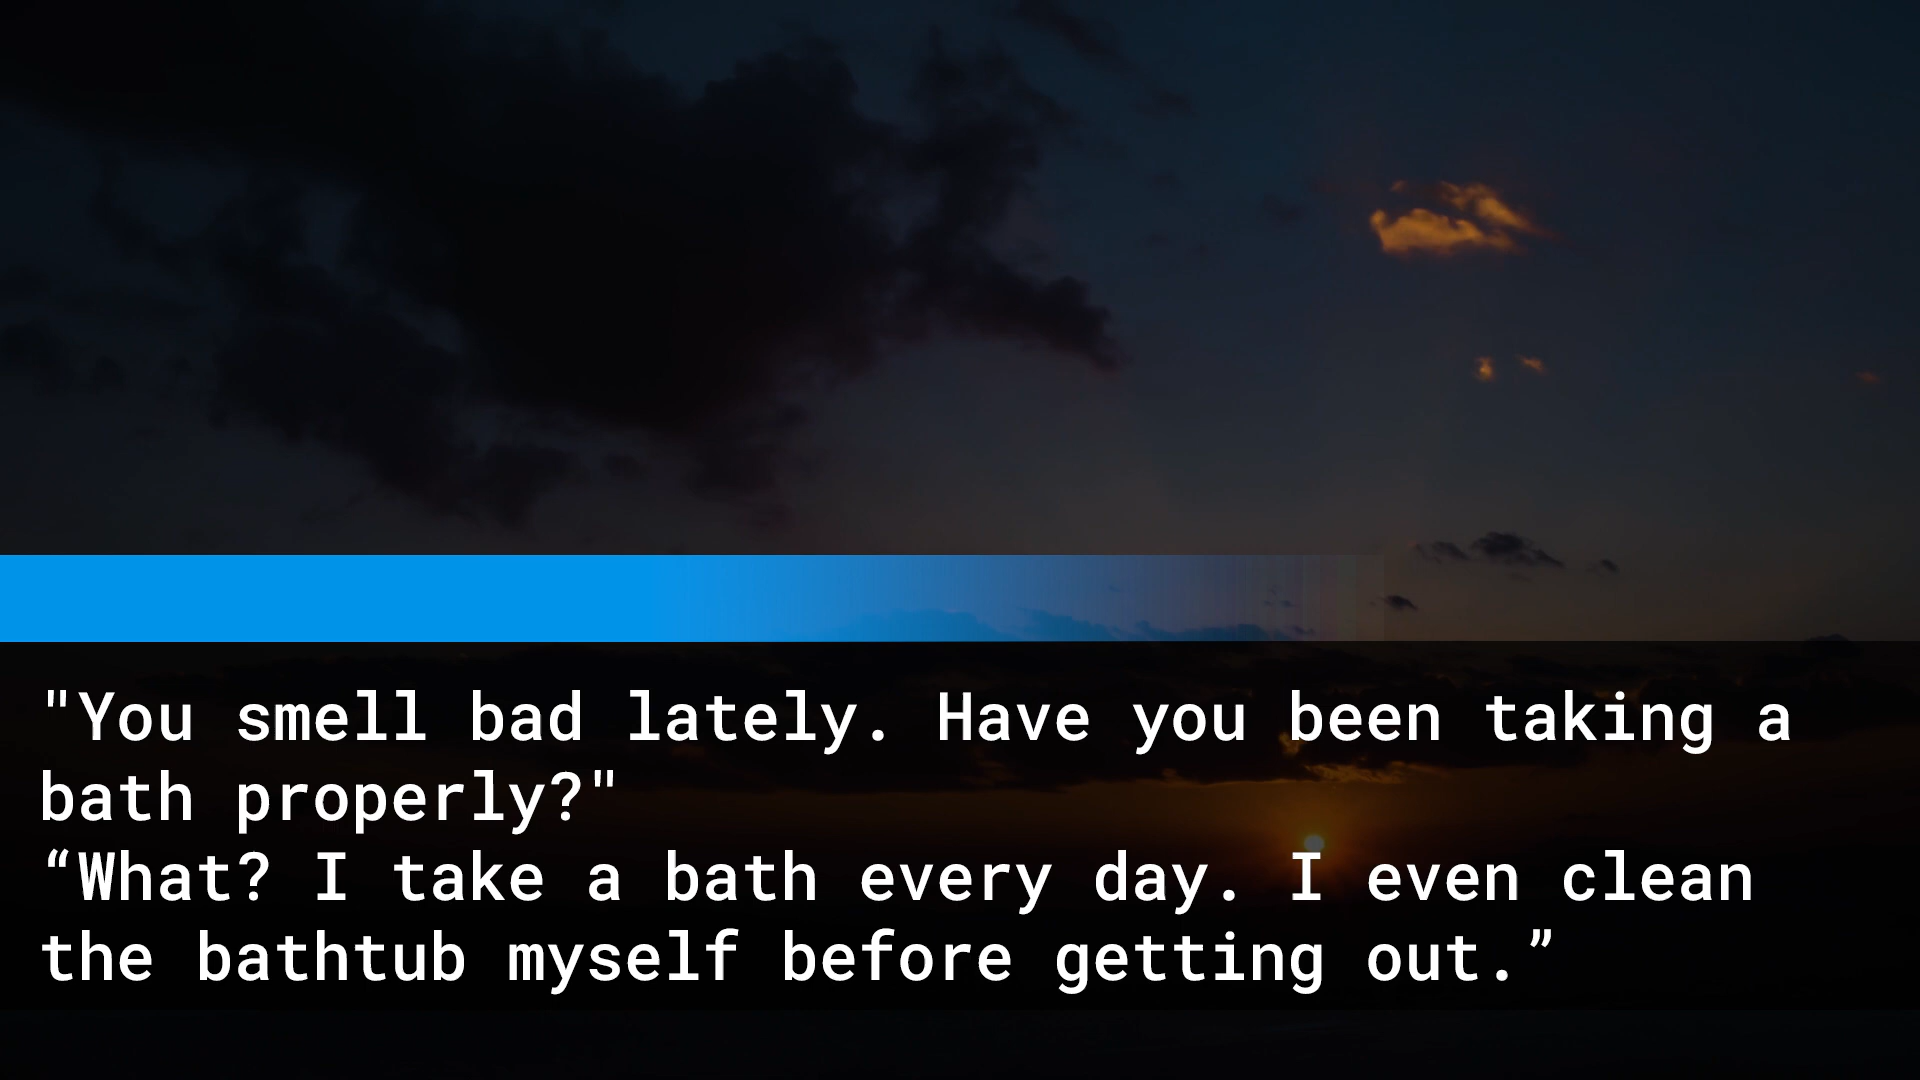 "You smell bad lately. Have you been taking a
bath properly?"
“What? I take a bath every day. I even clean
the bathtub myself before getting out.”